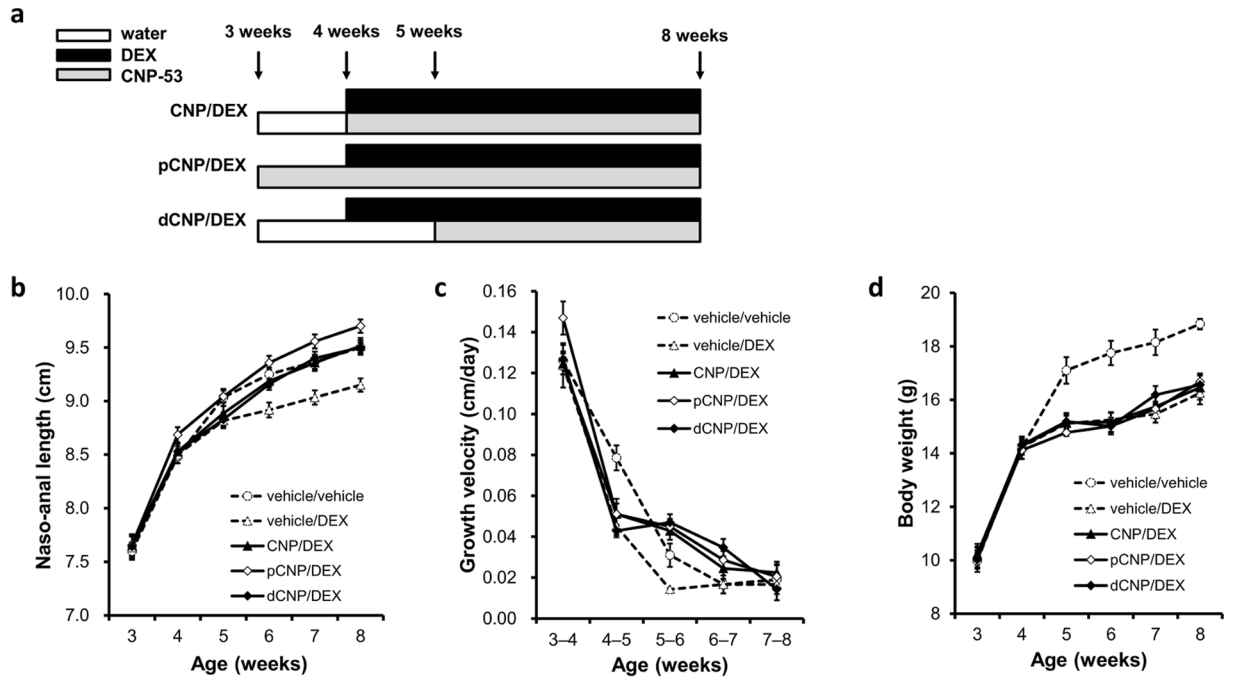 a
water
DEX
CNP-53
3 weeks
4 weeks
5 weeks
8 weeks
CNP/DEX
pCNP/DEX
dCNP/DEX
b
Naso-anal length (cm)
10.0
9.5
9.0
8.5
8.0
7.5
7.0
vehicle/vehicle
vehicle/DEX
CNP/DEX
pCNP/DEX
dCNP/DEX
3 4 5 6 7 8
Age (weeks)
c
Growth velocity (cm/day)
0.16
0.14
0.12
0.10
0.08
0.06
0.04
0.02
0.00
vehicle/vehicle
vehicle/DEX
CNP/DEX
pCNP/DEX
dCNP/DEX
3–4 4–5 5–6 6–7 7–8
Age (weeks)
d
Body weight (g)
20
18
16
14
12
10
8
vehicle/vehicle
vehicle/DEX
CNP/DEX
pCNP/DEX
dCNP/DEX
3 4 5 6 7 8
Age (weeks)